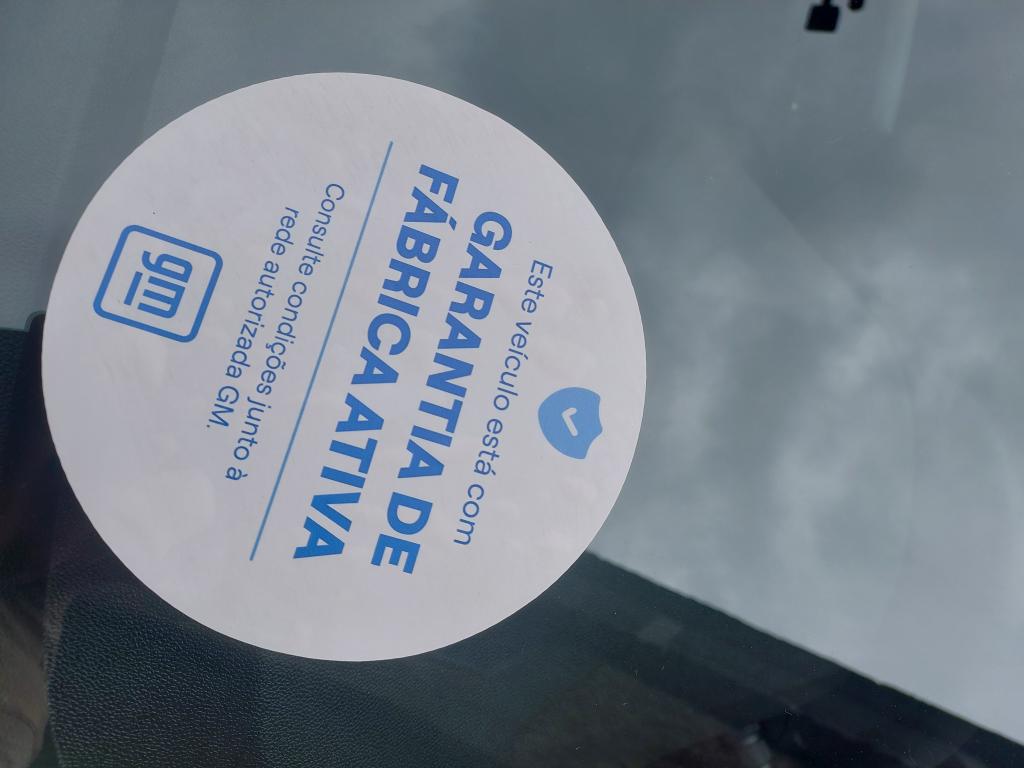 Este veículo está com
GARANTIA DE
FÁBRICA ATIVA
Consulte condições junto à
rede autorizada GM.
gm